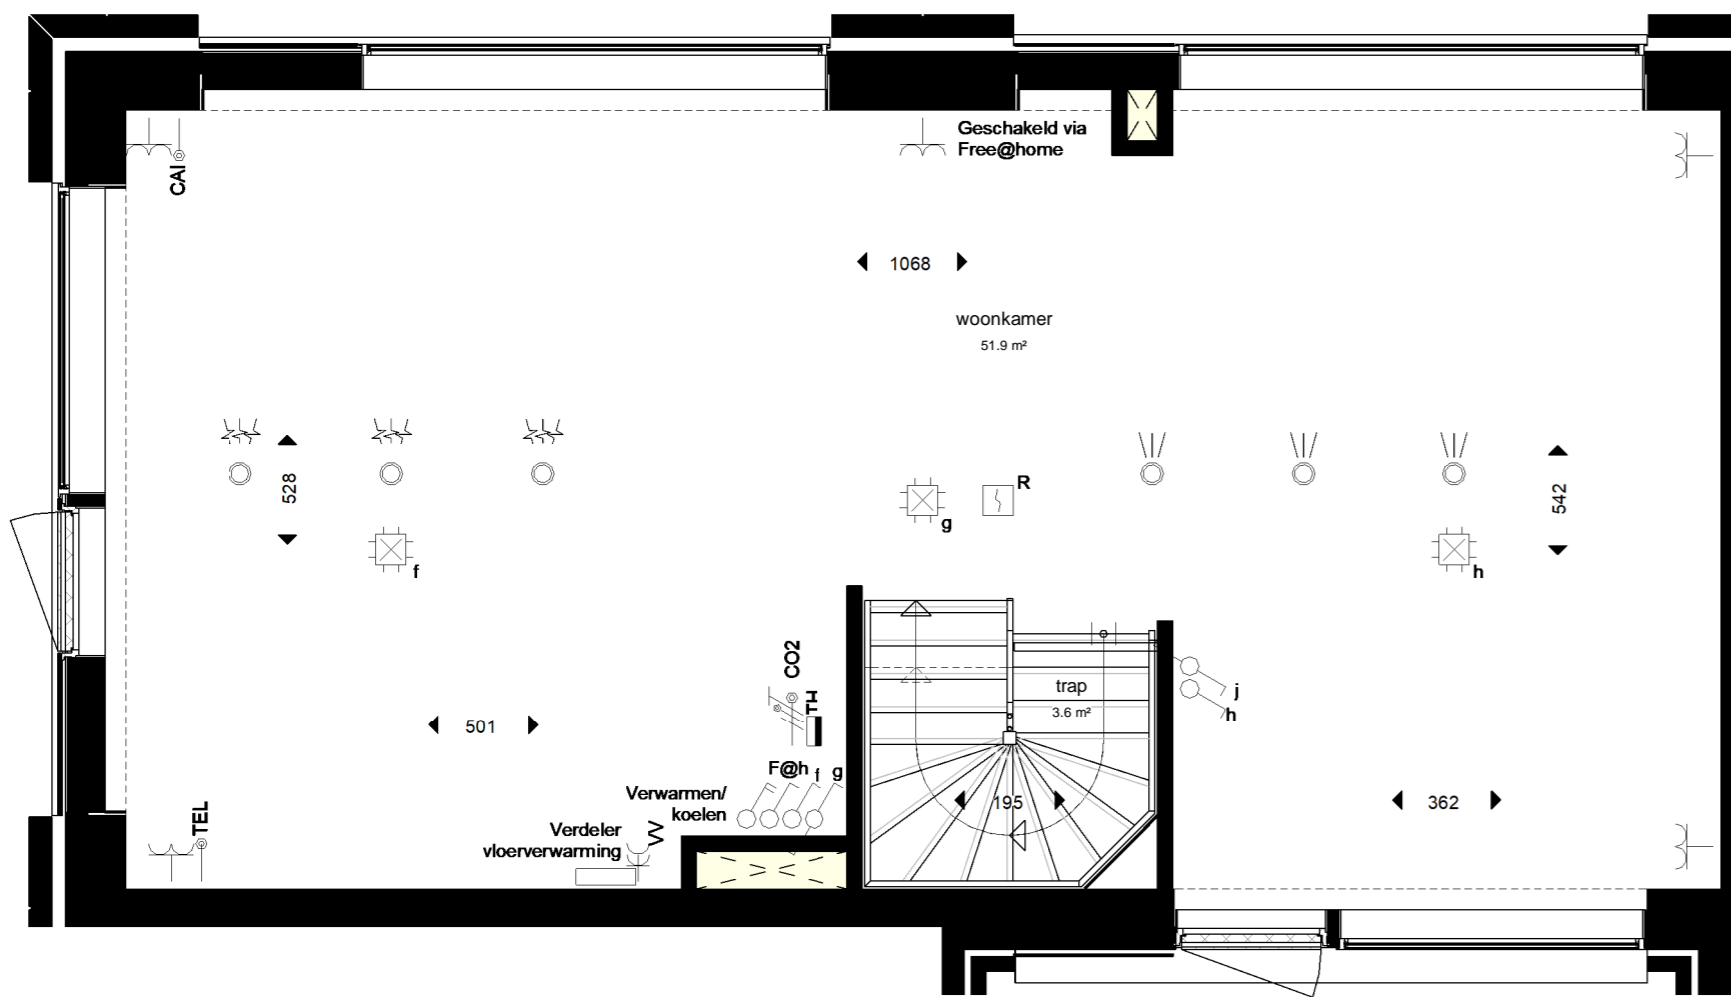 Geschakeld via
Free@home
CAI
1068
woonkamer
51.9 m²
528
542
R
g
f
h
CO2
TH
trap
3.6 m²
j
h
501
F@h f g
Verwarmen/
koelen
195
362
TEL
VV
Verdeler
vloerverwarming